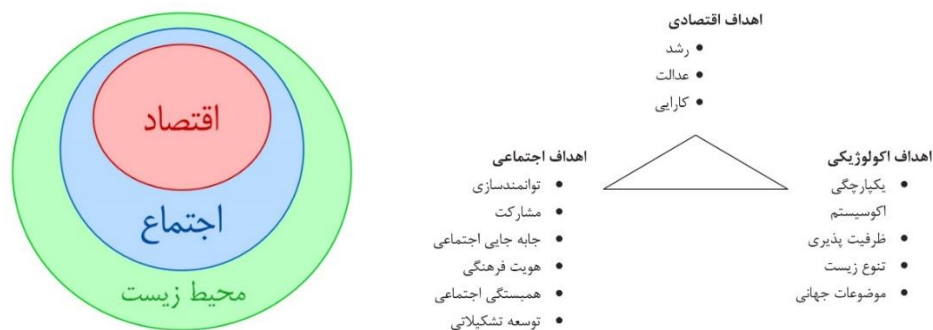 اهداف اقتصادی
• رشد
• عدالت
• کارایی
اهداف اکولوژیکی
• یکپارچگی
اکوسیستم
• ظرفیت پذیری
• تنوع زیست
• موضوعات جهانی
اهداف اجتماعی
• توانمندسازی
• مشارکت
• جابه جایی اجتماعی
• هویت فرهنگی
• همبستگی اجتماعی
• توسعه تشکیلاتی
اقتصاد
اجتماع
محیط زیست